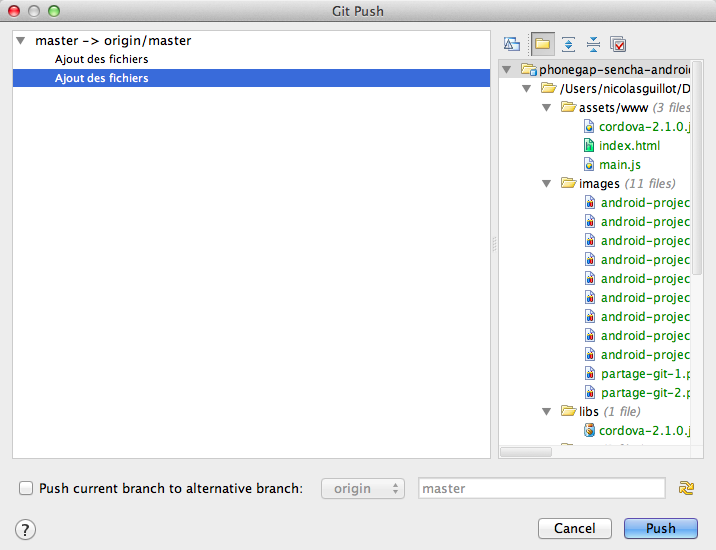 Git Push
master -> origin/master
Ajout des fichiers
Ajout des fichiers
phonegap-sencha-android
/Users/nicolasguillot/D
assets/www (3 files
cordova-2.1.0.j
index.html
main.js
images (11 files)
android-projec
android-projec
android-projec
android-projec
android-projec
android-projec
android-projec
android-projec
android-projec
partage-git-1.p
partage-git-2.p
libs (1 file)
cordova-2.1.0.j
Push current branch to alternative branch:
origin
master
?
Cancel
Push